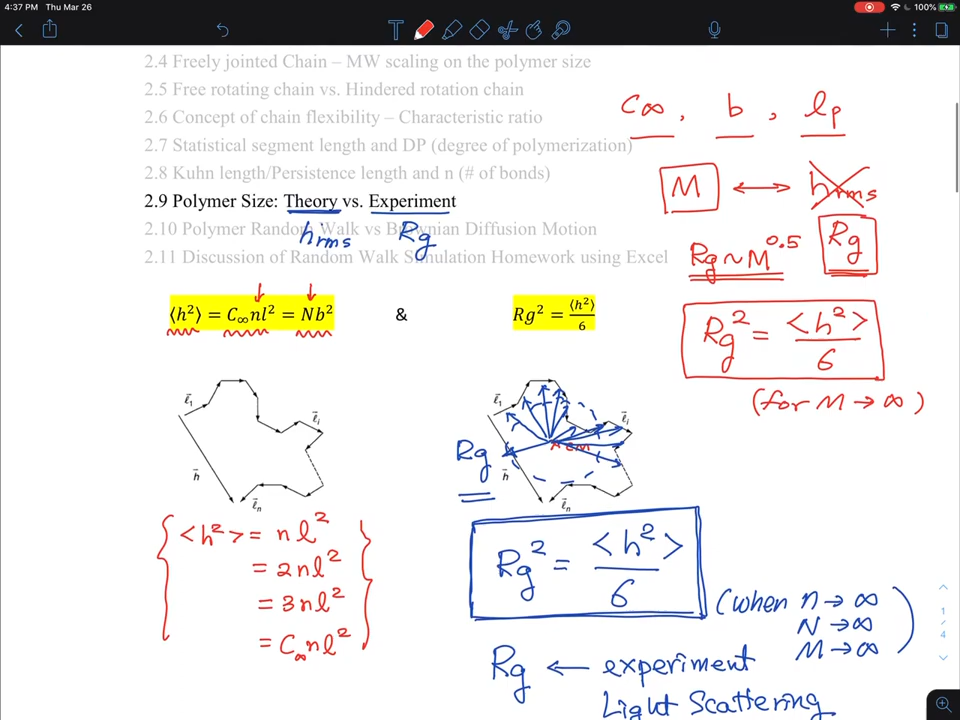 4:37 PM Thu Mar 26
100%
2.4 Freely jointed Chain – MW scaling on the polymer size
2.5 Free rotating chain vs. Hindered rotation chain
2.6 Concept of chain flexibility – Characteristic ratio
2.7 Statistical segment length and DP (degree of polymerization)
2.8 Kuhn length/Persistence length and n (# of bonds)
2.9 Polymer Size: Theory vs. Experiment
hrms Rg
2.10 Polymer Random Walk vs Brownian Diffusion Motion
2.11 Discussion of Random Walk Simulation Homework using Excel
C∞, b, lp
M ↔ hrms
Rg ~ M^0.5 Rg
Rg² = <h²>/6
(for M → ∞)
⟨h²⟩ = C∞nl² = Nb² & Rg² = ⟨h²⟩/6
l⃗1
l⃗i
h⃗
l⃗n
l⃗1
l⃗i
h⃗
l⃗n
Rg
<h²> = nl²
= 2nl²
= 3nl²
= C∞nl²
Rg² = <h²>/6
(when n → ∞
N → ∞
M → ∞)
Rg ← experiment
Light Scattering
1
/
4